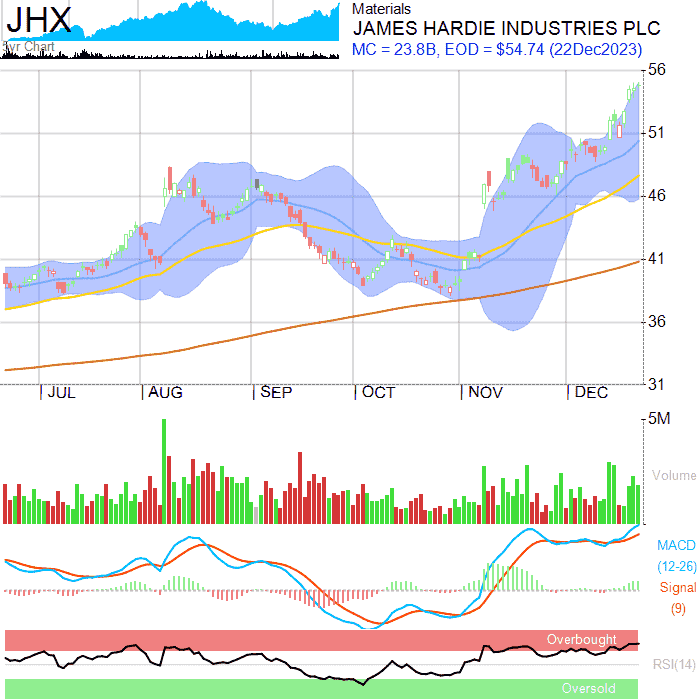 JHX
5yr Chart
Materials
JAMES HARDIE INDUSTRIES PLC
MC = 23.8B, EOD = $54.74 (22Dec2023)
56
51
46
41
36
31
JUL AUG SEP OCT NOV DEC
5M
Volume
MACD
(12-26)
Signal
(9)
Overbought
RSI(14)
Oversold